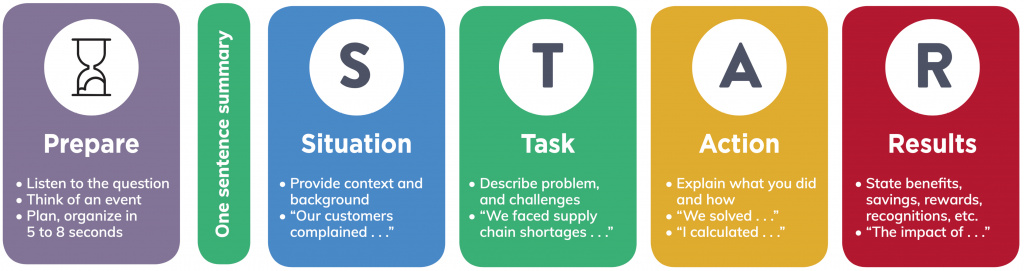 Prepare
• Listen to the question
• Think of an event
• Plan, organize in
5 to 8 seconds
One sentence summary
S
Situation
• Provide context and
background
• “Our customers
complained . . .”
T
Task
• Describe problem,
and challenges
• “We faced supply
chain shortages . . .”
A
Action
• Explain what you did
and how
• “We solved . . .”
• “I calculated . . .”
R
Results
• State benefits,
savings, rewards,
recognitions, etc.
• “The impact of . . .”